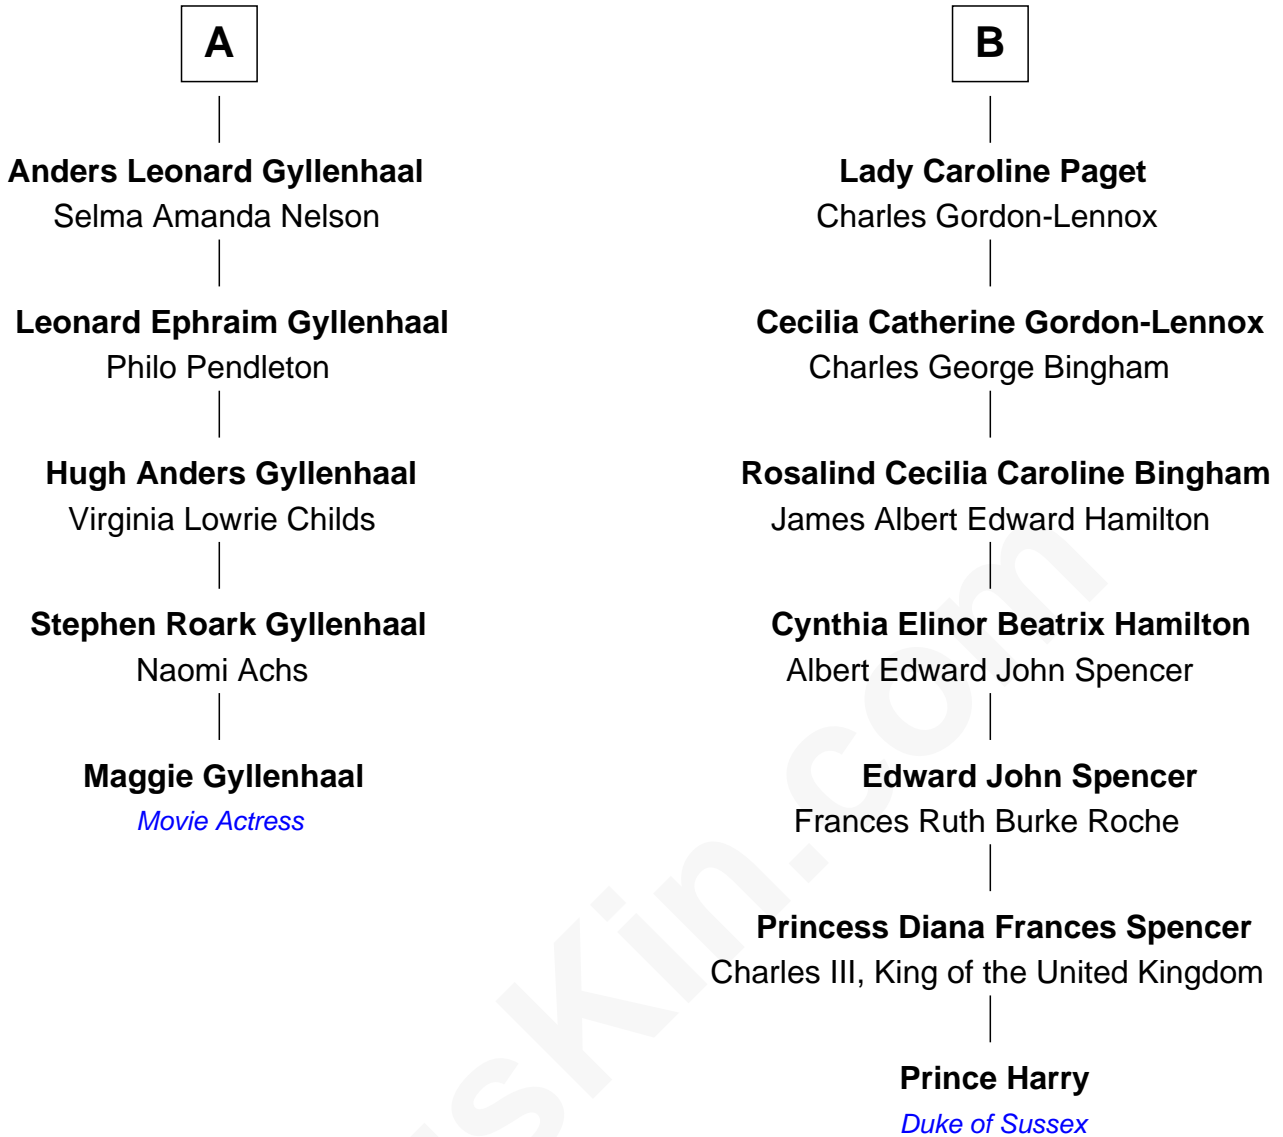 A
Anders Leonard Gyllenhaal
Selma Amanda Nelson
Leonard Ephraim Gyllenhaal
Philo Pendleton
Hugh Anders Gyllenhaal
Virginia Lowrie Childs
Stephen Roark Gyllenhaal
Naomi Achs
Maggie Gyllenhaal
Movie Actress
B
Lady Caroline Paget
Charles Gordon-Lennox
Cecilia Catherine Gordon-Lennox
Charles George Bingham
Rosalind Cecilia Caroline Bingham
James Albert Edward Hamilton
Cynthia Elinor Beatrix Hamilton
Albert Edward John Spencer
Edward John Spencer
Frances Ruth Burke Roche
Princess Diana Frances Spencer
Charles III, King of the United Kingdom
Prince Harry
Duke of Sussex